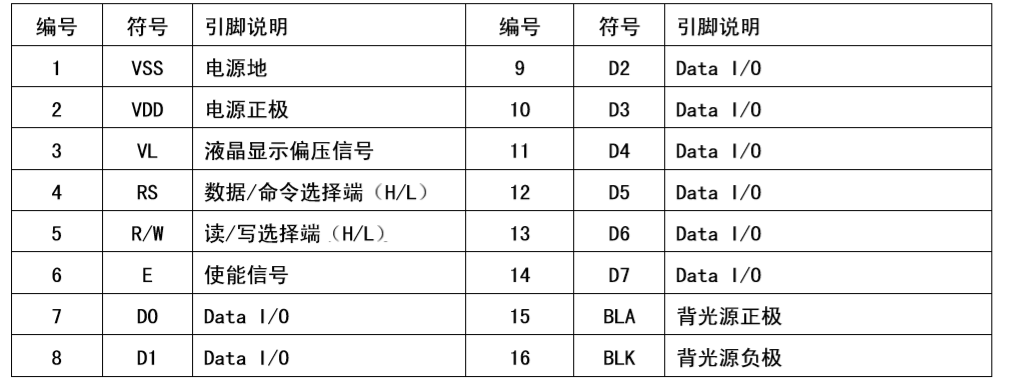 编号 符号 引脚说明 编号 符号 引脚说明
1 VSS 电源地 9 D2 Data I/O
2 VDD 电源正极 10 D3 Data I/O
3 VL 液晶显示偏压信号 11 D4 Data I/O
4 RS 数据/命令选择端（H/L） 12 D5 Data I/O
5 R/W 读/写选择端（H/L） 13 D6 Data I/O
6 E 使能信号 14 D7 Data I/O
7 D0 Data I/O 15 BLA 背光源正极
8 D1 Data I/O 16 BLK 背光源负极